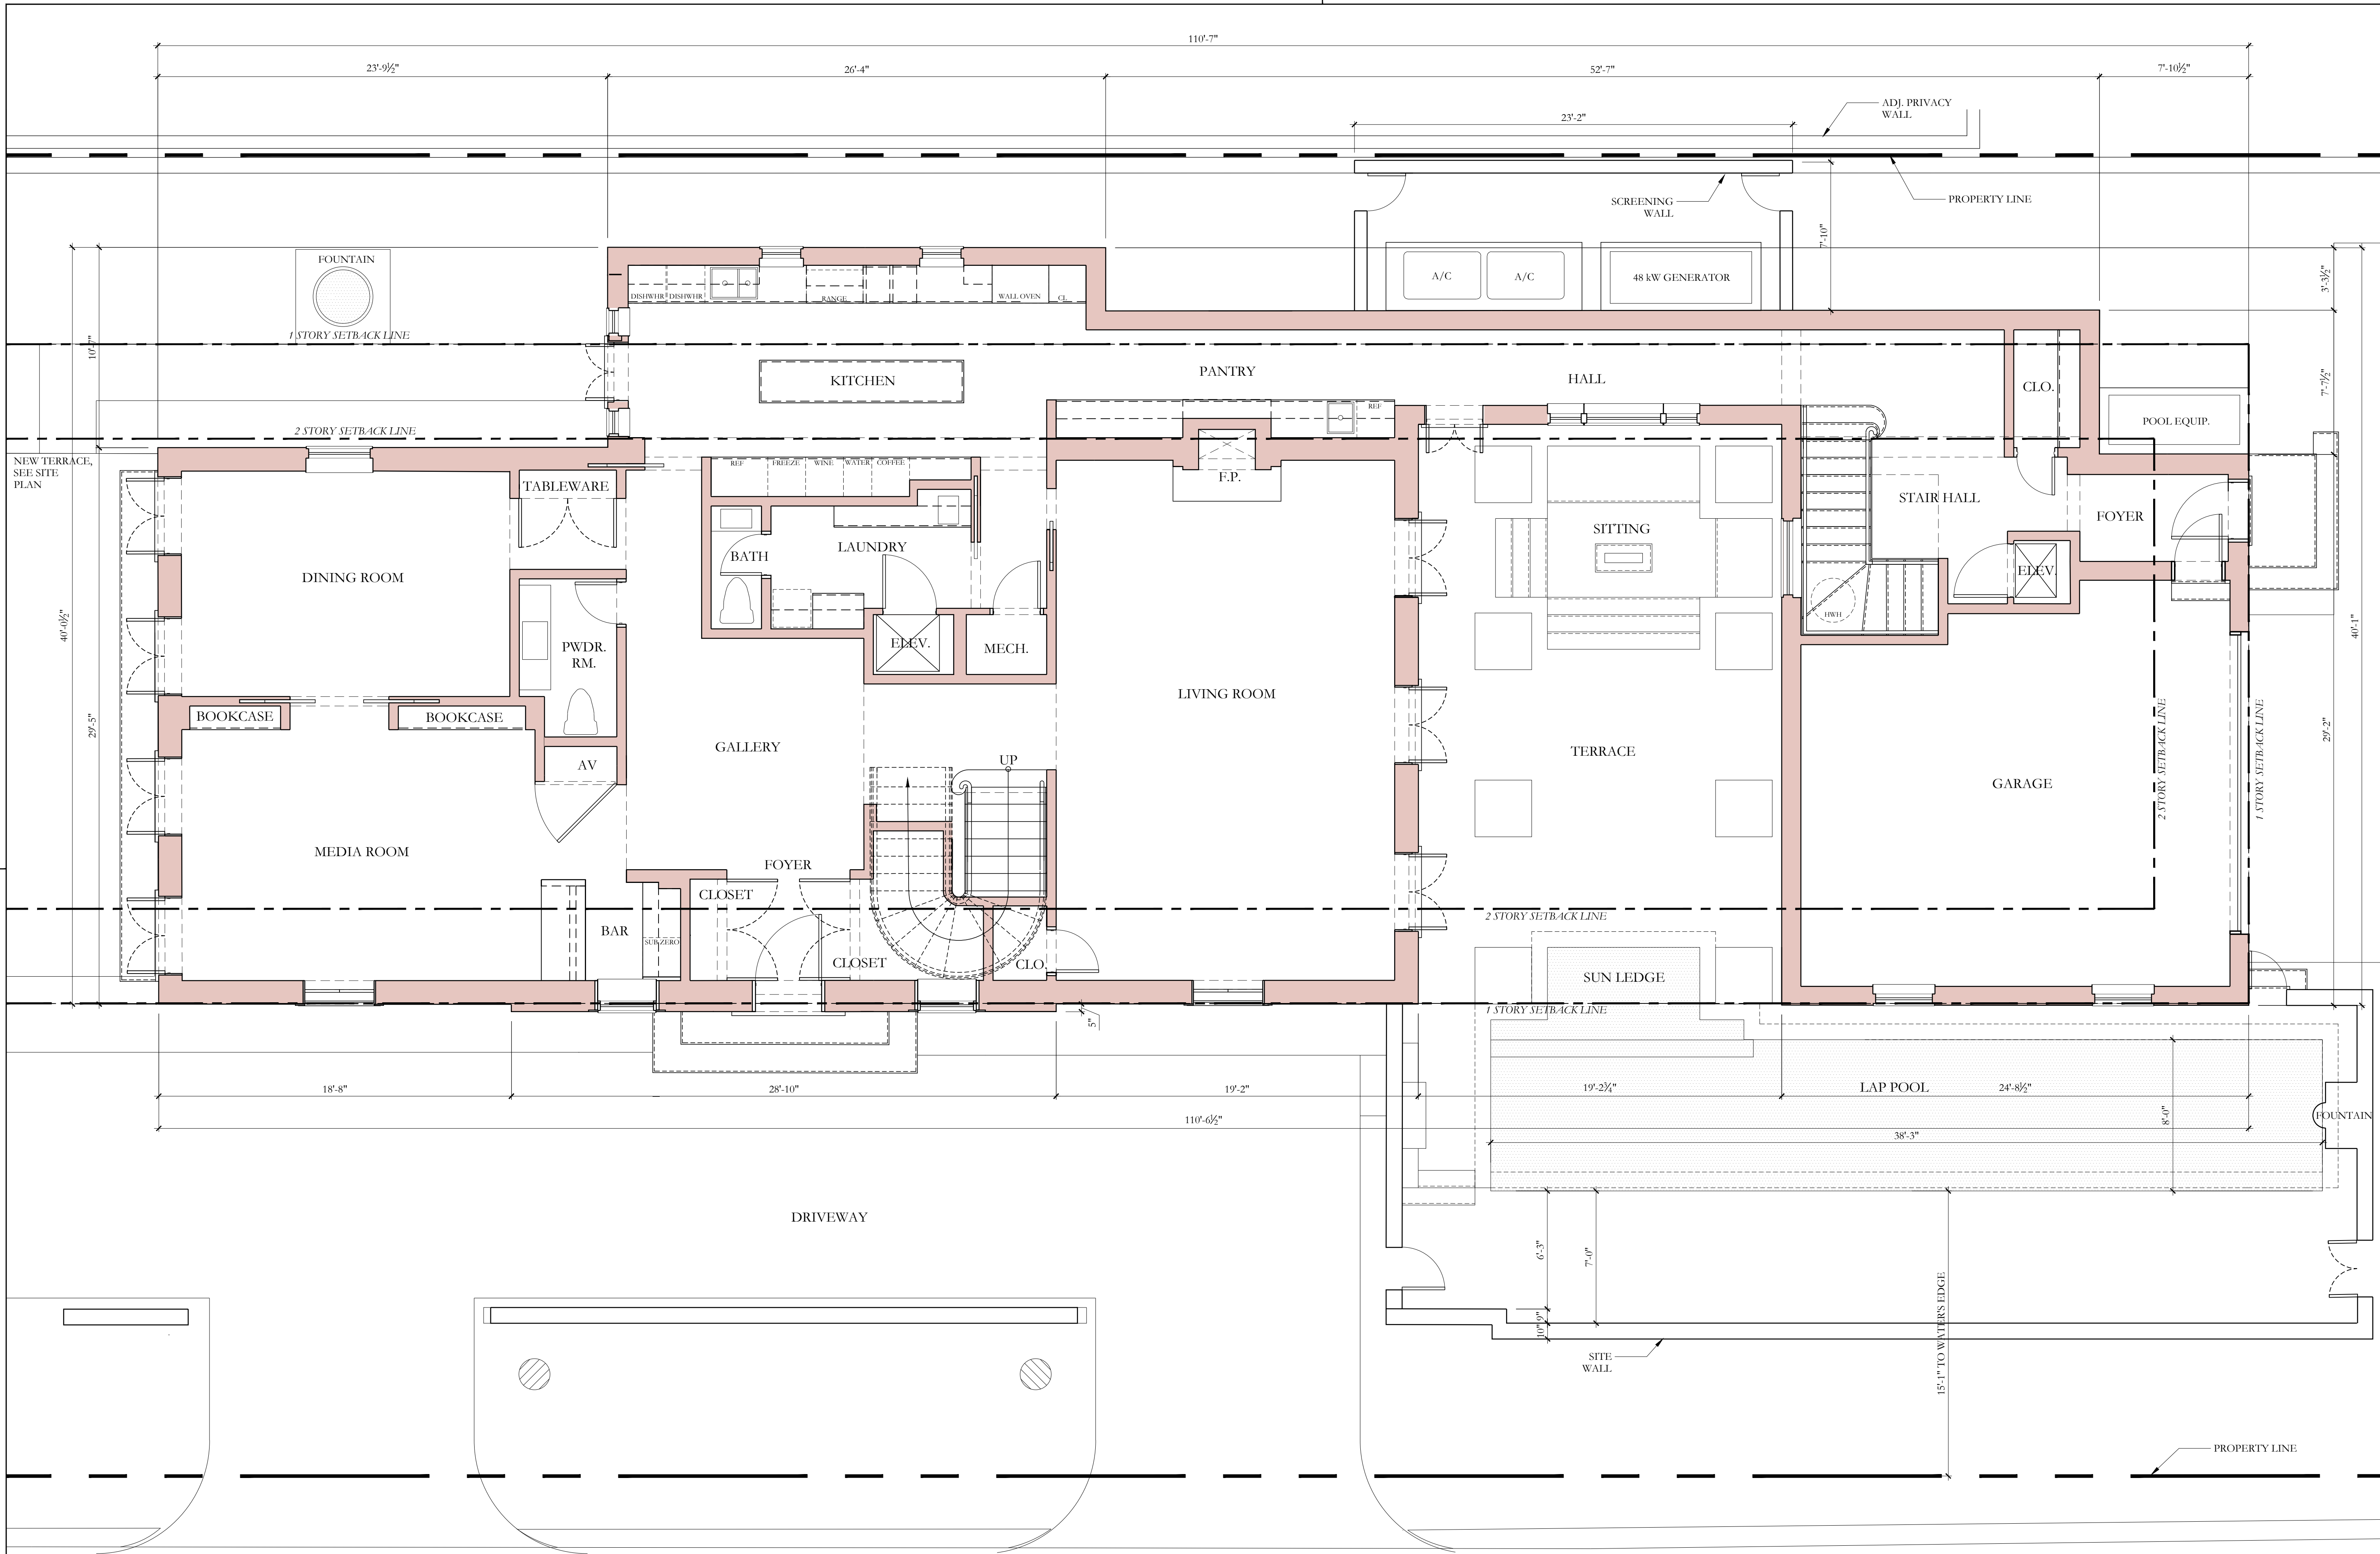 110'-7"
23'-9½"
26'-4"
52'-7"
7'-10½"
ADJ. PRIVACY
WALL
23'-2"
SCREENING
WALL
PROPERTY LINE
7'-10"
FOUNTAIN
A/C
A/C
48 kW GENERATOR
3'-3½"
DISHWHR
DISHWHR
RANGE
WALL OVEN
CL
1 STORY SETBACK LINE
10'-7"
KITCHEN
PANTRY
HALL
CLO.
7'-7½"
REF
POOL EQUIP.
2 STORY SETBACK LINE
NEW TERRACE,
SEE SITE
PLAN
REF
FREEZE
WINE
WATER
COFFEE
F.P.
TABLEWARE
STAIR HALL
SITTING
FOYER
BATH
LAUNDRY
DINING ROOM
ELEV.
40'-0½"
HWH
40'-1"
ELEV.
MECH.
PWDR.
RM.
LIVING ROOM
BOOKCASE
BOOKCASE
29'-5"
2 STORY SETBACK LINE
1 STORY SETBACK LINE
29'-2"
GALLERY
TERRACE
UP
AV
GARAGE
MEDIA ROOM
FOYER
CLOSET
2 STORY SETBACK LINE
BAR
SUB ZERO
CLOSET
CLO.
SUN LEDGE
1 STORY SETBACK LINE
5"
18'-8"
28'-10"
19'-2"
19'-2¾"
LAP POOL
24'-8½"
110'-6½"
8'-0"
FOUNTAIN
38'-3"
DRIVEWAY
6'-3"
7'-0"
9"
10"
15'-1" TO WATER'S EDGE
SITE
WALL
PROPERTY LINE